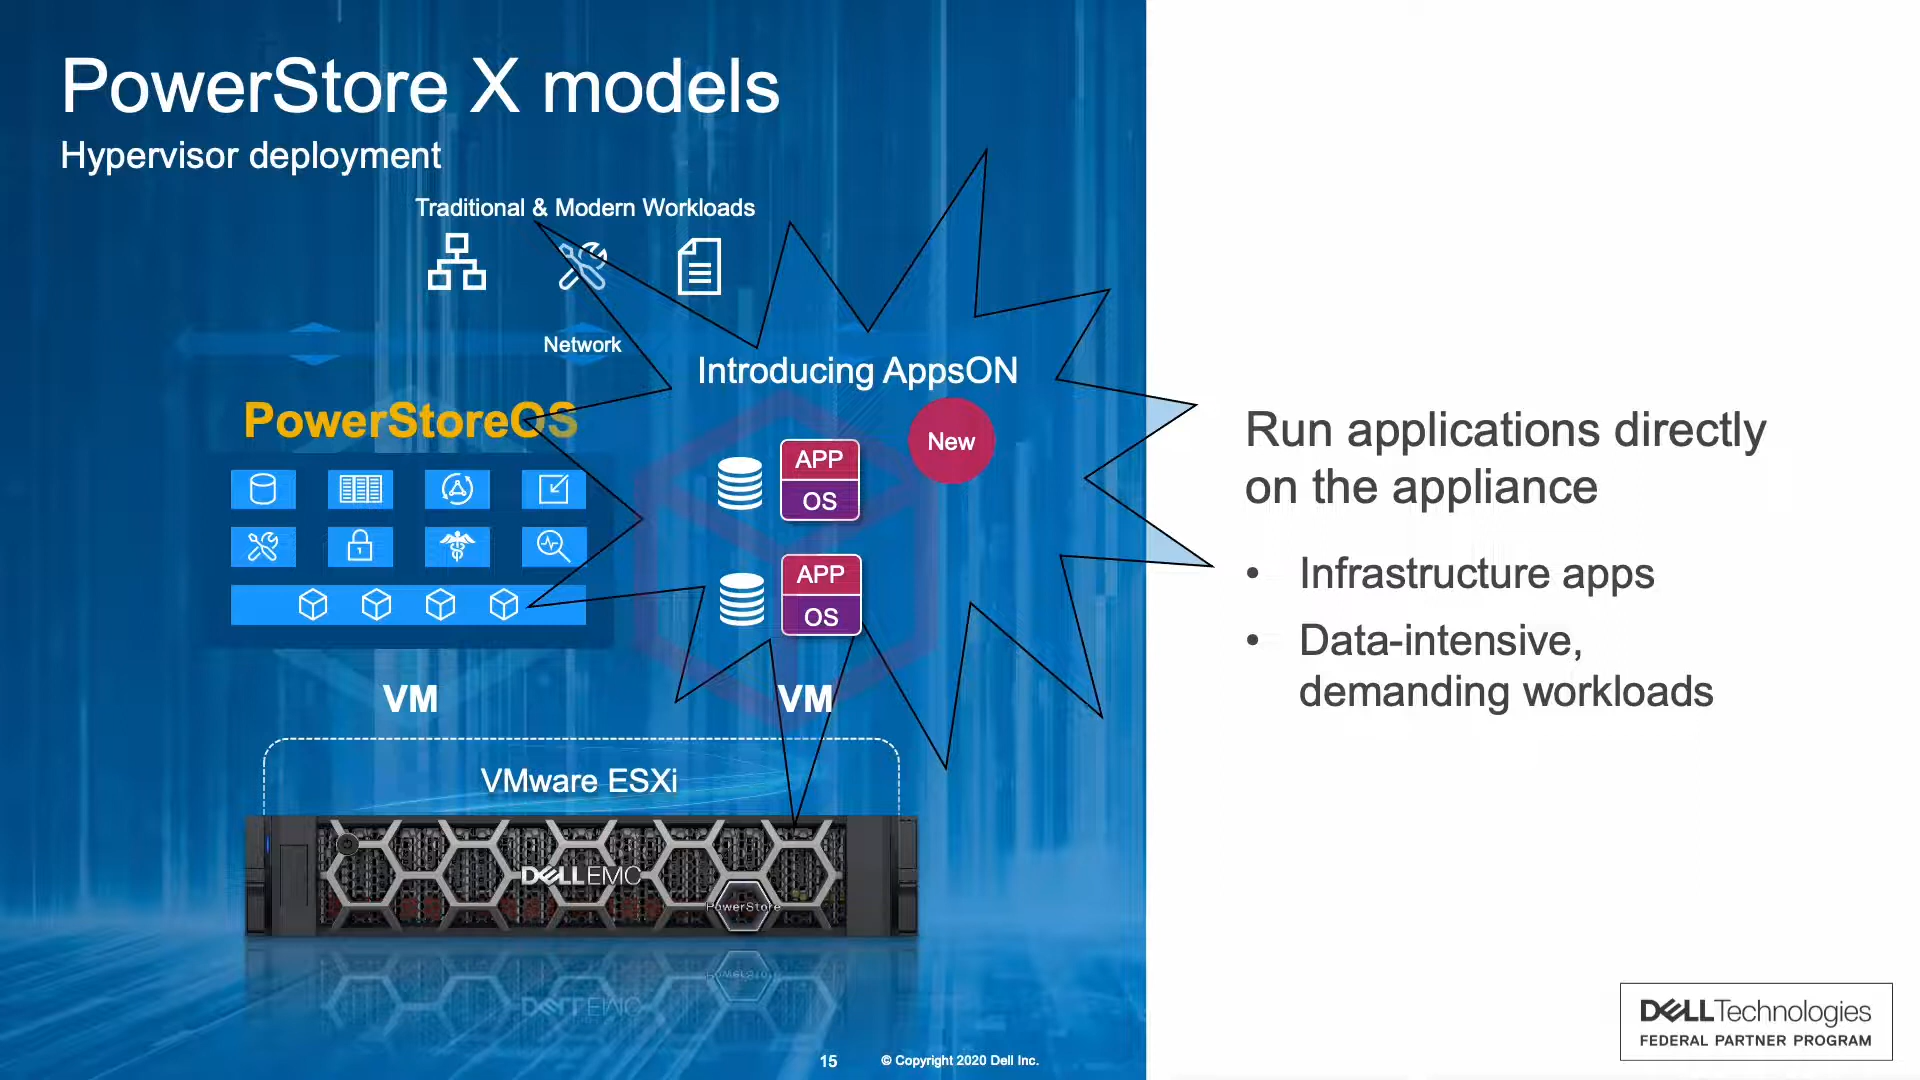 PowerStore X models
Hypervisor deployment
Traditional & Modern Workloads
Network
Introducing AppsON
New
PowerStoreOS
APP
OS
APP
OS
VM
VM
VMware ESXi
DELLEMC
PowerStore
Run applications directly
on the appliance
• Infrastructure apps
• Data-intensive,
demanding workloads
DELLTechnologies
FEDERAL PARTNER PROGRAM
15
© Copyright 2020 Dell Inc.